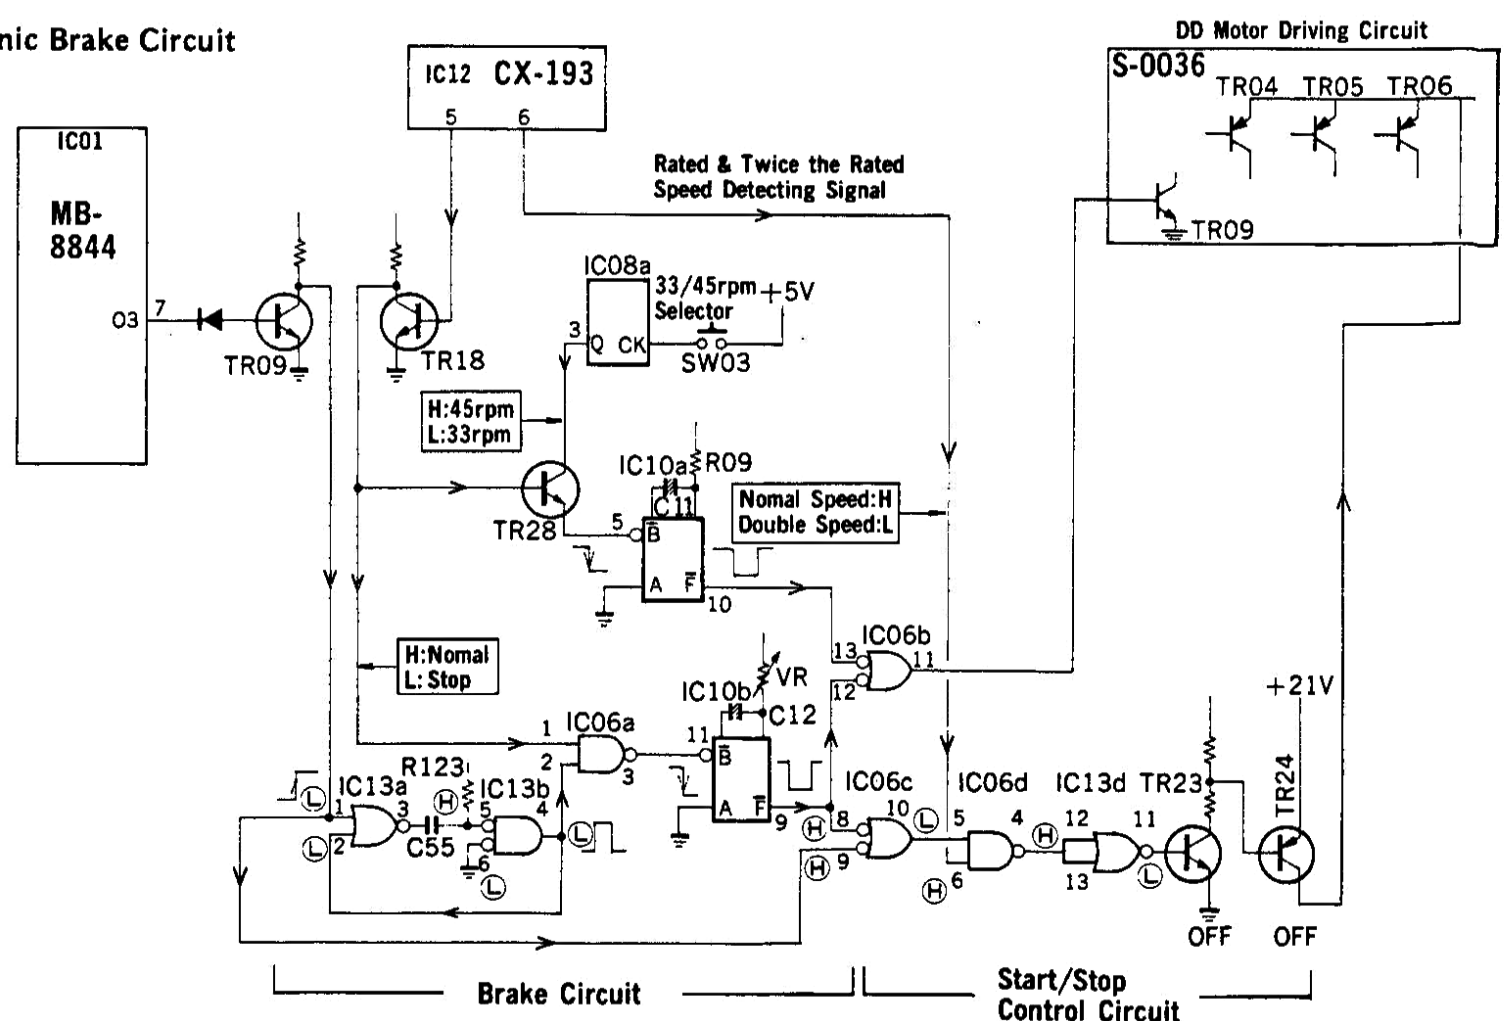 nic Brake Circuit
DD Motor Driving Circuit
S-0036
TR04 TR05 TR06
TR09
IC12 CX-193
5 6
IC01
MB-
8844
03 7
TR09
TR18
Rated & Twice the Rated
Speed Detecting Signal
IC08a
33/45rpm
Selector
+5V
3 Q CK
SW03
H:45rpm
L:33rpm
IC10a R09
C11
TR28
5 B
A F
10
Nomal Speed:H
Double Speed:L
H:Nomal
L:Stop
IC06b
13
12
11
VR
IC10b
C12
11 B
A F
9
IC06a
1
2
3
R123
IC13a
L
1
2
L
3
H
C55
IC13b
5
6
4
L
L
IC06c
8
9
10
H
H
L
IC06d
5
6
4
H
H
IC13d
12
13
11
L
TR23
TR24
+21V
OFF OFF
Brake Circuit
Start/Stop
Control Circuit